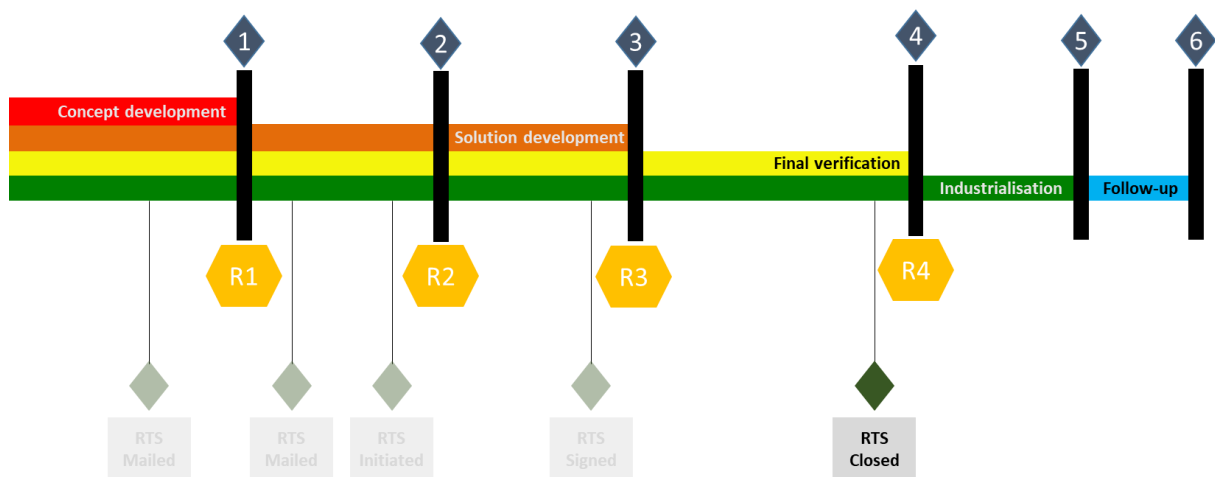 1
2
3
4
5
6
Concept development
Solution development
Final verification
Industrialisation
Follow-up
R1
R2
R3
R4
RTS
Mailed
RTS
Mailed
RTS
Initiated
RTS
Signed
RTS
Closed